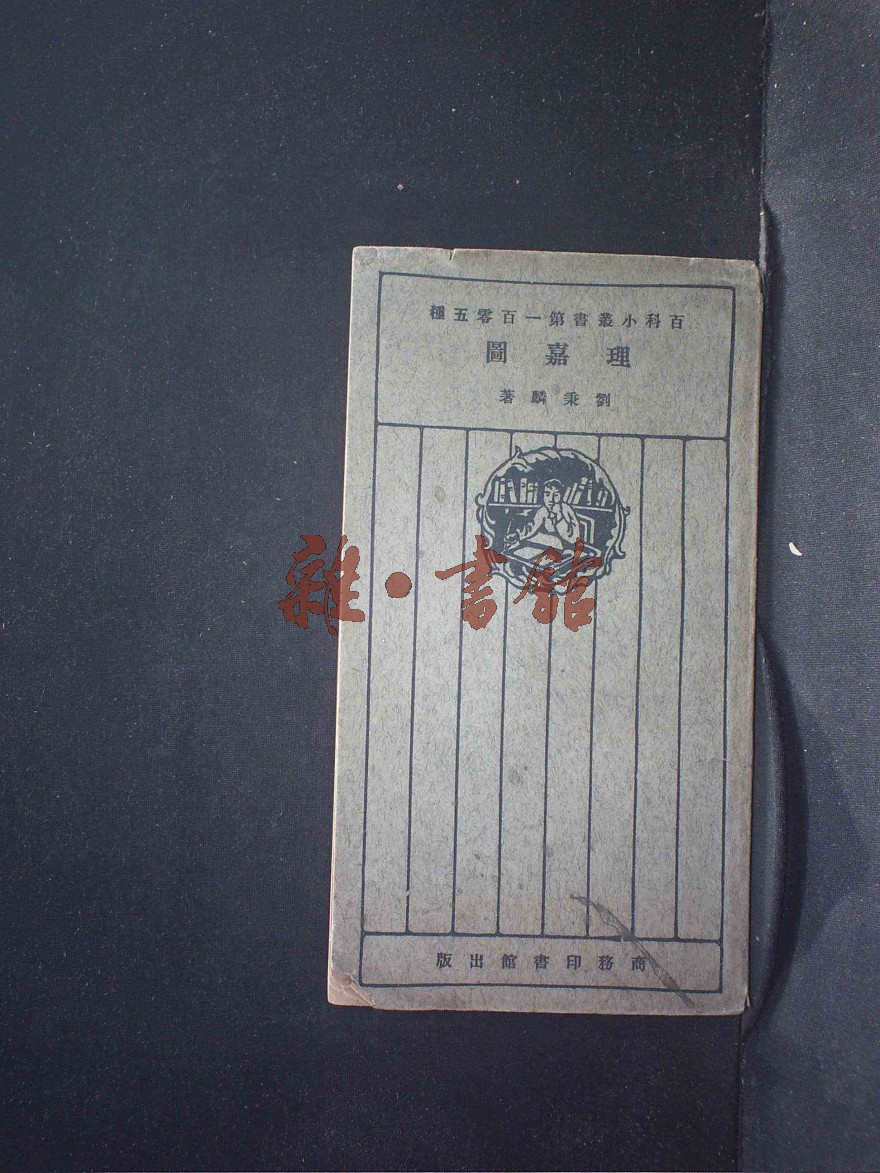 百科小叢書第一百零五種
理嘉圖
劉秉麟著
雜·書館
商務印書館出版